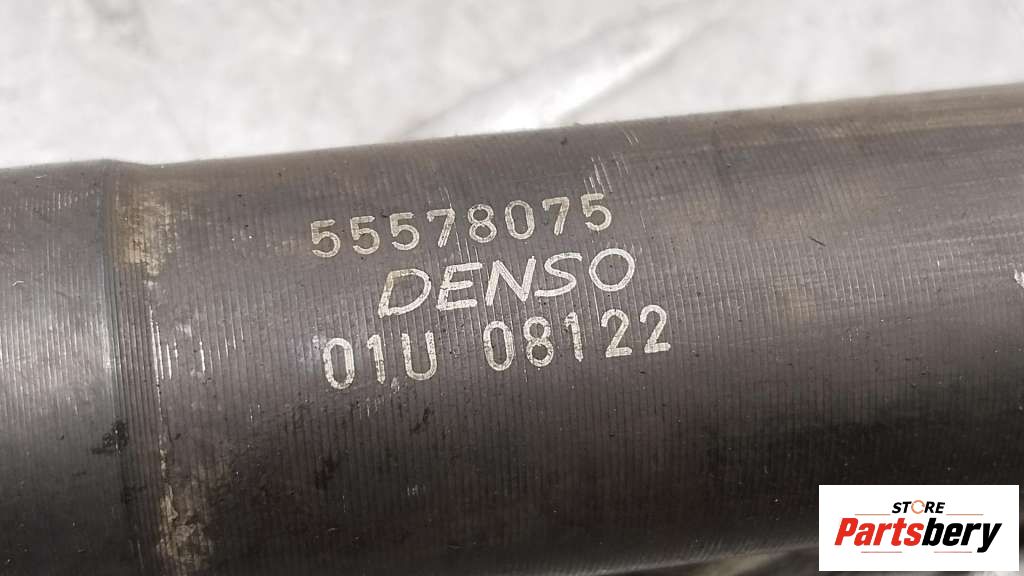 55578075
DENSO
01U 08122
STORE
Partsbery